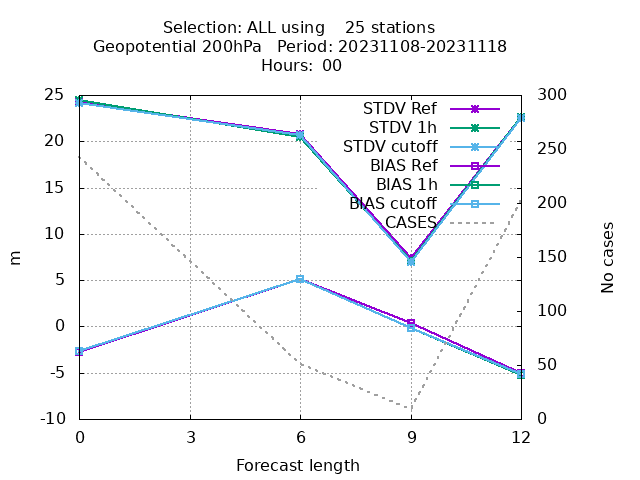 Selection: ALL using    25 stations
Geopotential 200hPa   Period: 20231108-20231118
Hours: 00
25
20
15
10
5
0
-5
-10
300
250
200
150
100
50
0
STDV Ref
STDV 1h
STDV cutoff
BIAS Ref
BIAS 1h
BIAS cutoff
CASES
m
No cases
0 3 6 9 12
Forecast length